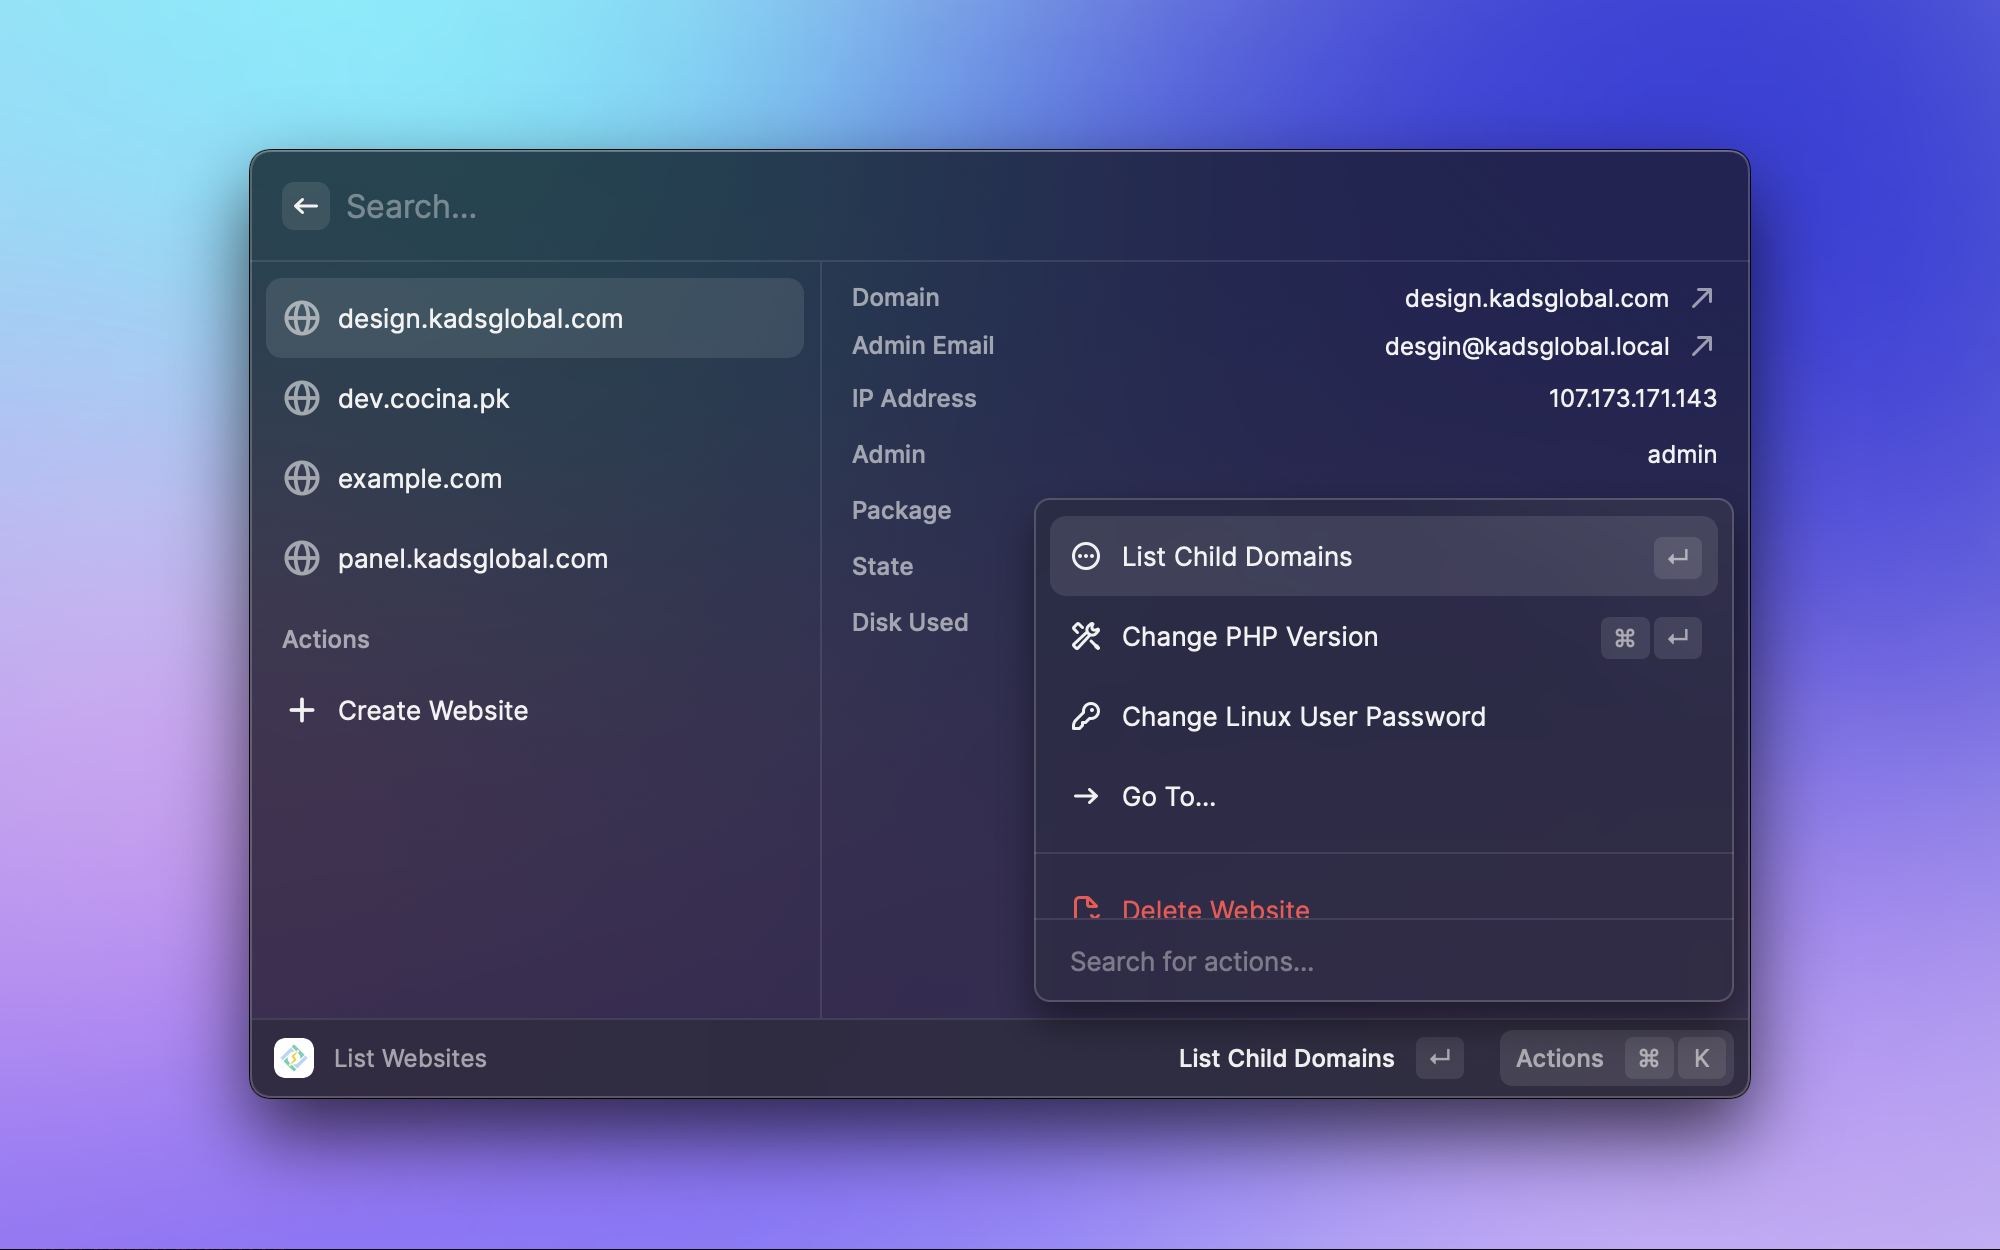 Search...
design.kadsglobal.com
dev.cocina.pk
example.com
panel.kadsglobal.com
Actions
Create Website
Domain design.kadsglobal.com
Admin Email desgin@kadsglobal.local
IP Address 107.173.171.143
Admin admin
Package
State
Disk Used
List Child Domains ↵
Change PHP Version ⌘ ↵
Change Linux User Password
Go To...
Delete Website
Search for actions...
List Websites
List Child Domains ↵
Actions ⌘ K